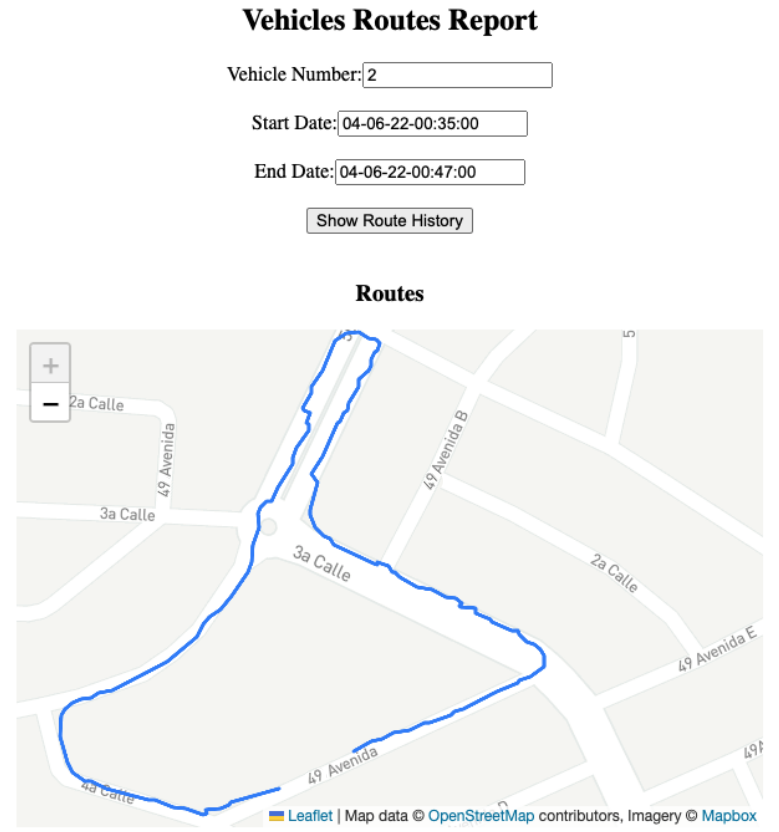 Vehicles Routes Report
Vehicle Number: 2
Start Date: 04-06-22-00:35:00
End Date: 04-06-22-00:47:00
Show Route History
Routes
+
−
2a Calle
49 Avenida
3a Calle
49 Avenida B
5
3a Calle
2a Calle
49 Avenida E
49 Avenida
4a Calle
49A
Leaflet | Map data © OpenStreetMap contributors, Imagery © Mapbox